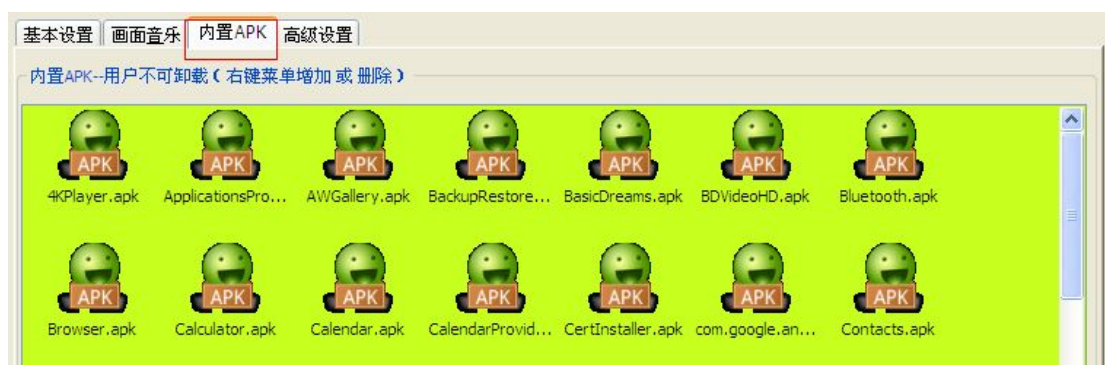 基本设置 画面音乐 内置APK 高级设置
内置APK--用户不可卸载（右键菜单增加 或 删除）
APK APK APK APK APK APK APK
4KPlayer.apk ApplicationsPro... AWGallery.apk BackupRestore... BasicDreams.apk BDVideoHD.apk Bluetooth.apk
APK APK APK APK APK APK APK
Browser.apk Calculator.apk Calendar.apk CalendarProvid... CertInstaller.apk com.google.an... Contacts.apk